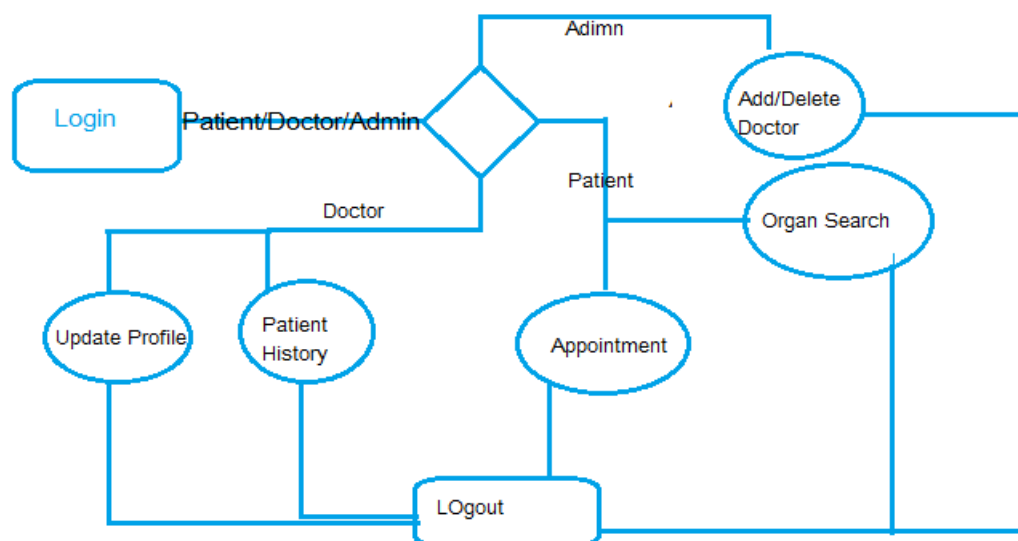 Adimn
Login
Patient/Doctor/Admin
Add/Delete
Doctor
Patient
Doctor
Organ Search
Update Profile
Patient
History
Appointment
LOgout